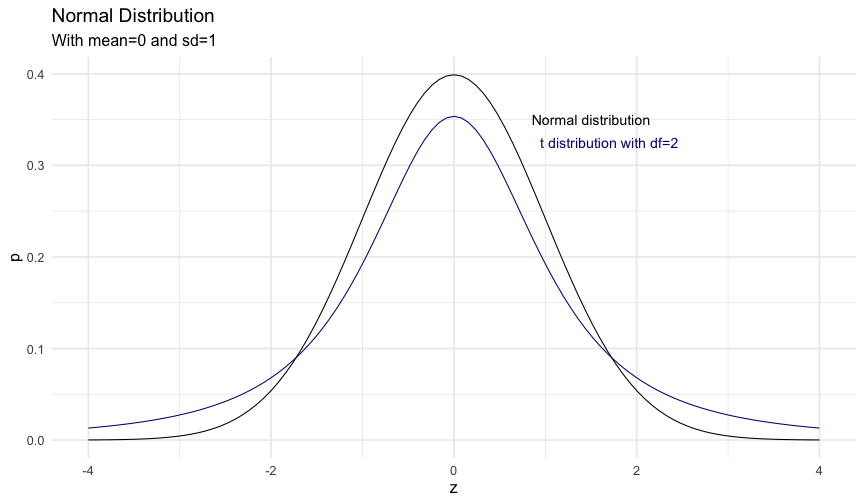 Normal Distribution
With mean=0 and sd=1
0.4
0.3
0.2
0.1
0.0
p
Normal distribution
t distribution with df=2
-4
-2
0
2
4
z